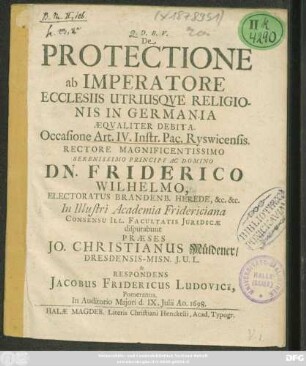 Q. D. B. V.
De
PROTECTIONE
ab IMPERATORE
ECCLESIIS UTRIUSQVE RELIGIO-
NIS IN GERMANIA
ÆQVALITER DEBITA.
Occasione Art. IV. Instr. Pac. Ryswicensis.
RECTORE MAGNIFICENTISSIMO
SERENISSIMO PRINCIPE AC DOMINO
DN. FRIDERICO
WILHELMO,
ELECTORATUS BRANDENB. HEREDE, &c. &c.
In Illustri Academia Fridericiana
CONSENSU ILL. FACULTATIS JURIDICÆ
disputabunt
PRÆSES
JO. CHRISTIANUS Müldener/
DRESDENSIS-MISN. J. U. L.
RESPONDENS
JACOBUS FRIDERICUS LUDOVICI,
Pomeranus,
In Auditorio Majori d. IX. Julii An. 1698.
HALÆ MAGDEB. Literis Christiani Henckelii, Acad. Typogr.